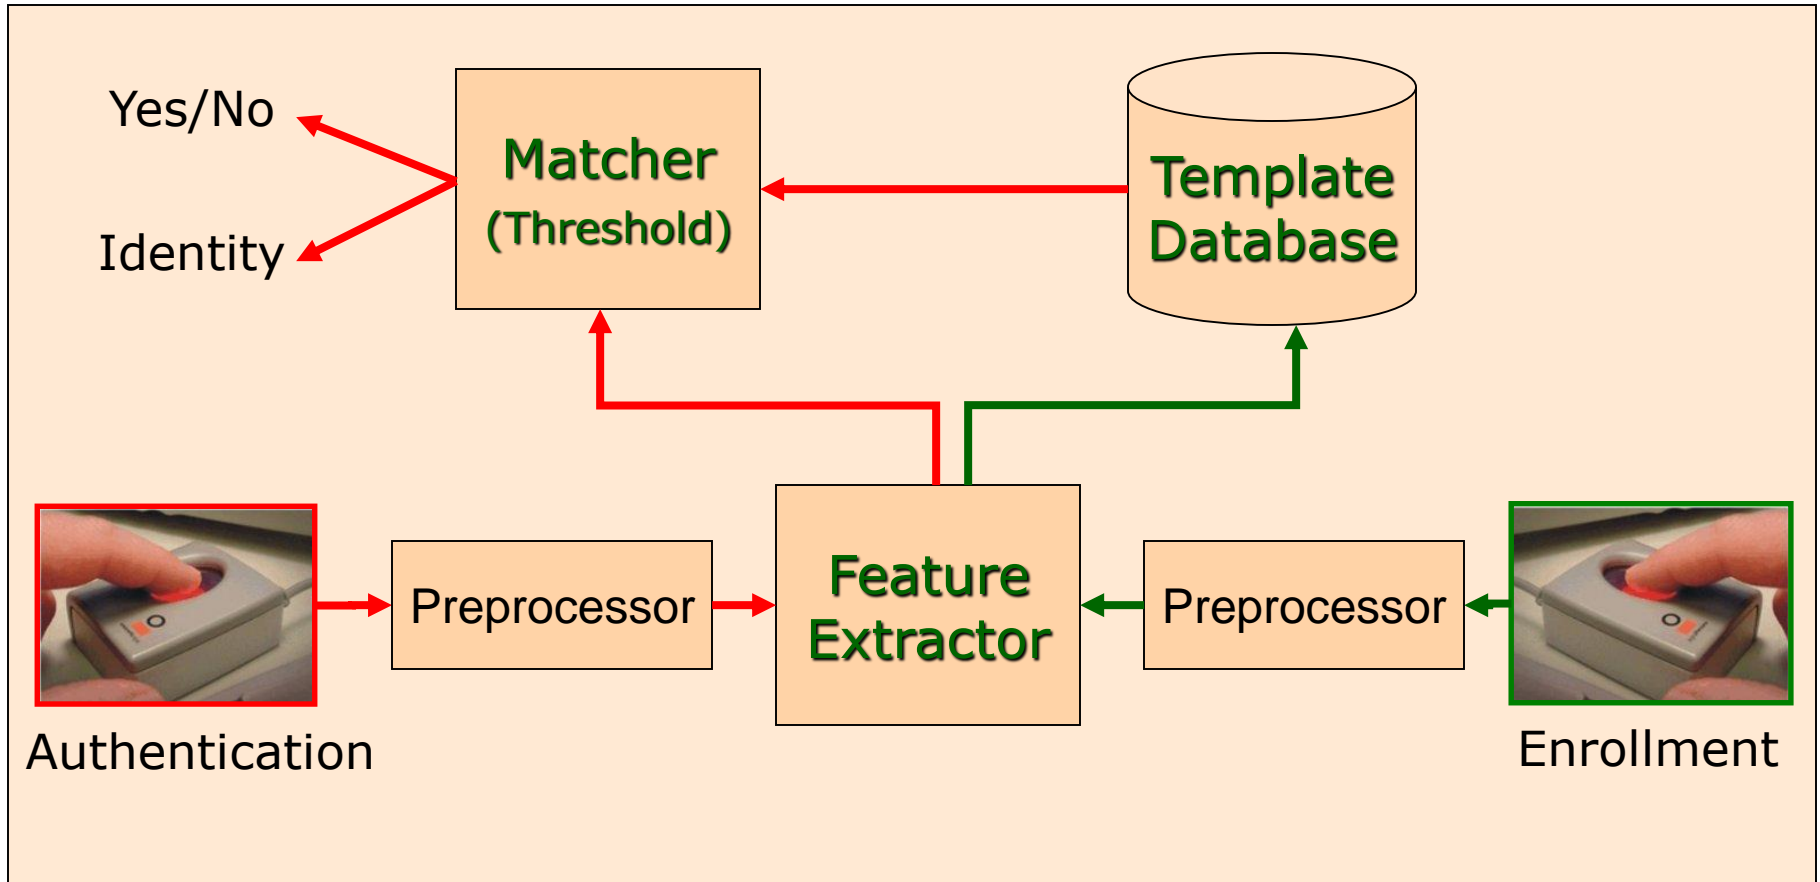 Yes/No
Identity
Matcher
(Threshold)
Template
Database
Preprocessor
Feature
Extractor
Preprocessor
Authentication
Enrollment